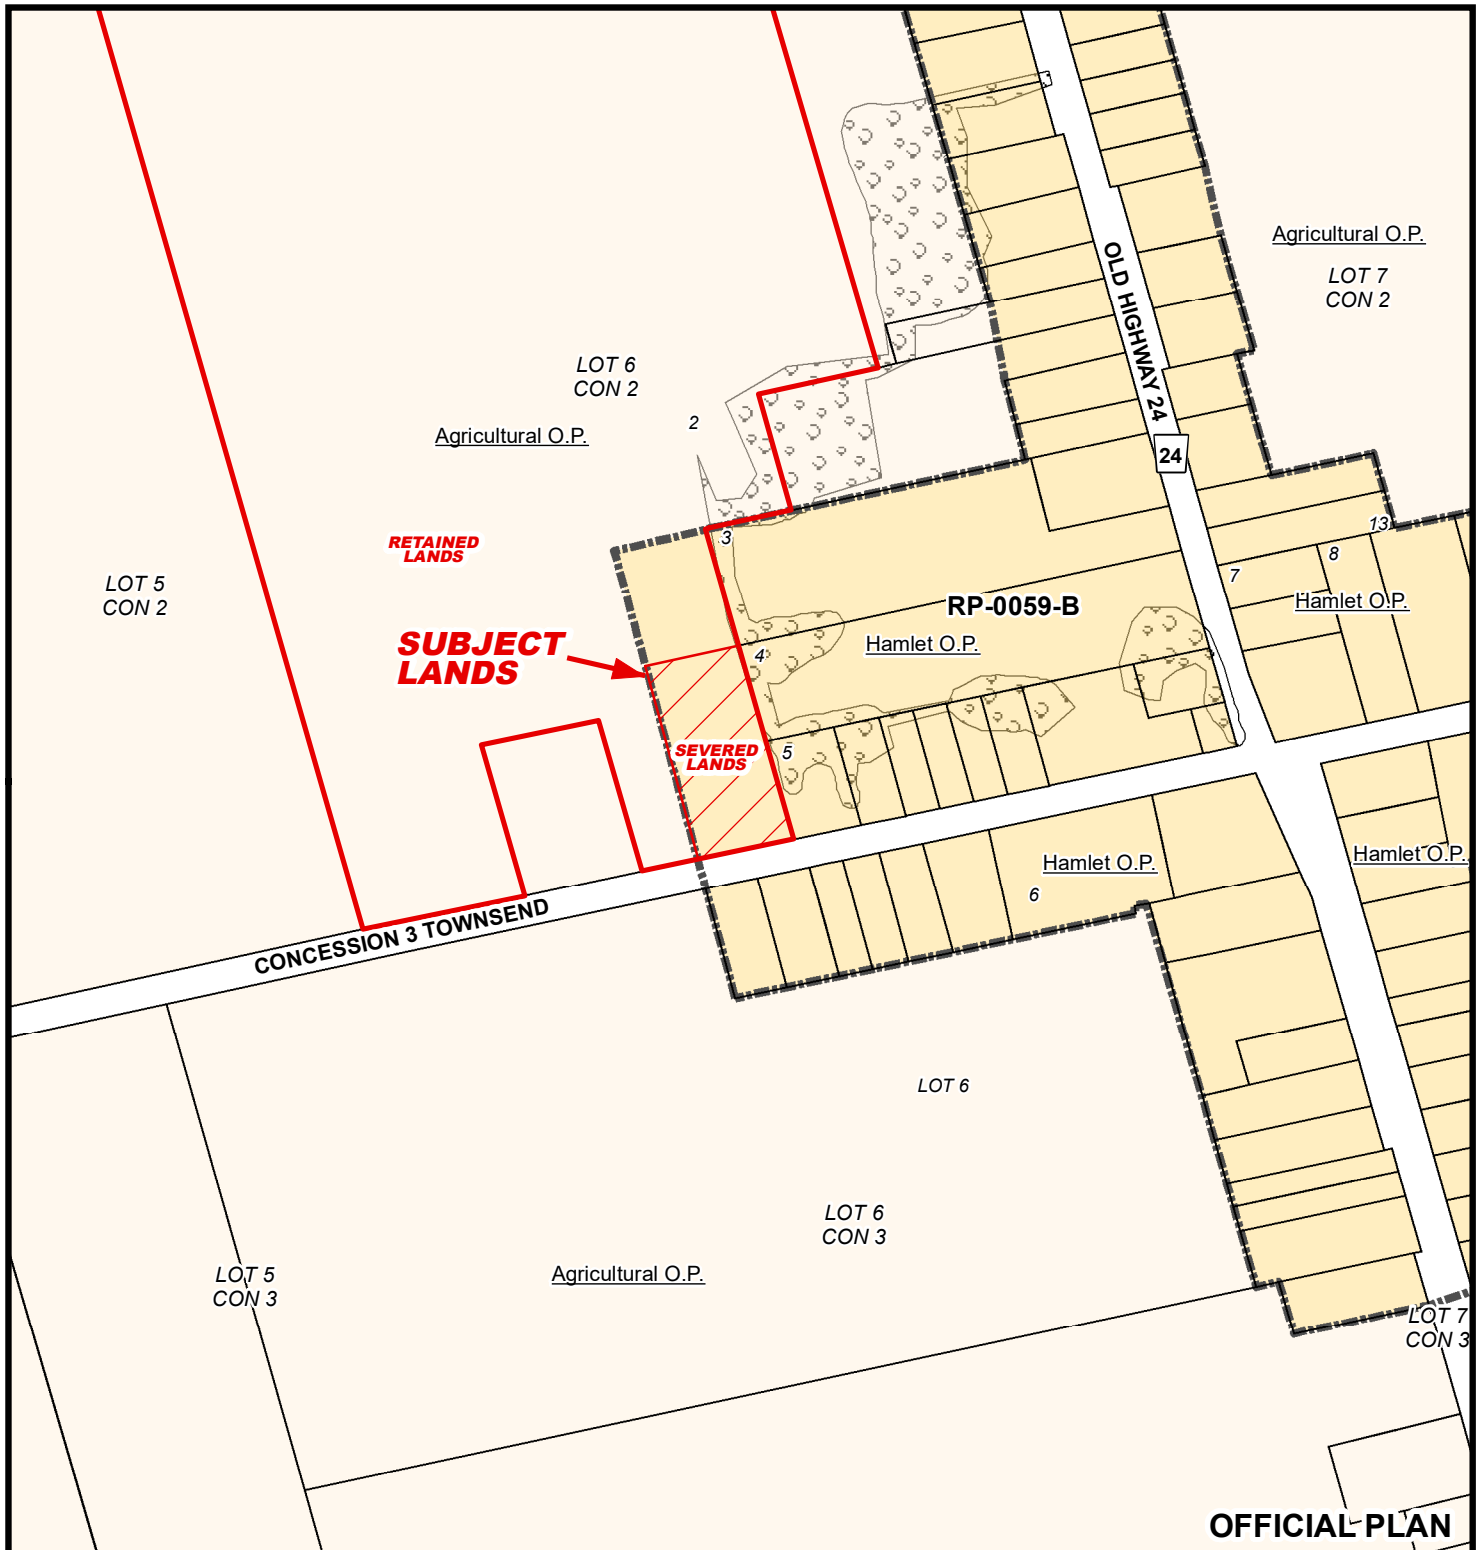 Agricultural O.P.
LOT 7
CON 2
OLD HIGHWAY 24
LOT 6
CON 2
2
Agricultural O.P.
24
13
3
RETAINED
LANDS
8
7
LOT 5
CON 2
RP-0059-B
Hamlet O.P.
SUBJECT
LANDS
Hamlet O.P.
4
SEVERED
LANDS
5
Hamlet O.P.
Hamlet O.P.
6
CONCESSION 3 TOWNSEND
LOT 6
LOT 6
CON 3
LOT 5
CON 3
Agricultural O.P.
LOT 7
CON 3
OFFICIAL PLAN